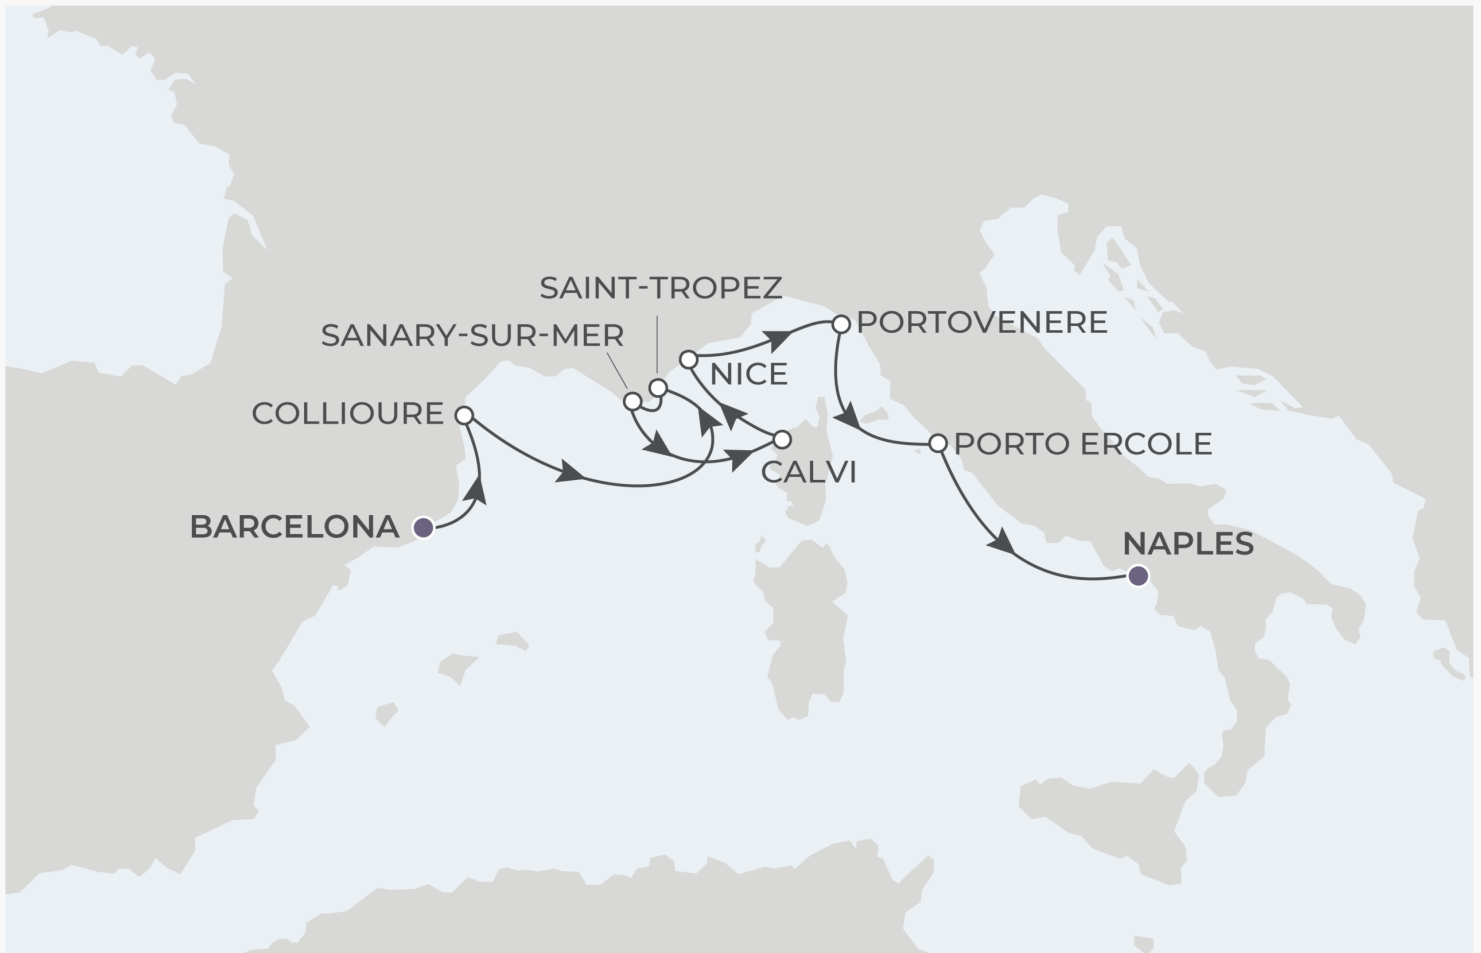 SAINT-TROPEZ
SANARY-SUR-MER
PORTOVENERE
NICE
COLLIOURE
PORTO ERCOLE
CALVI
BARCELONA
NAPLES